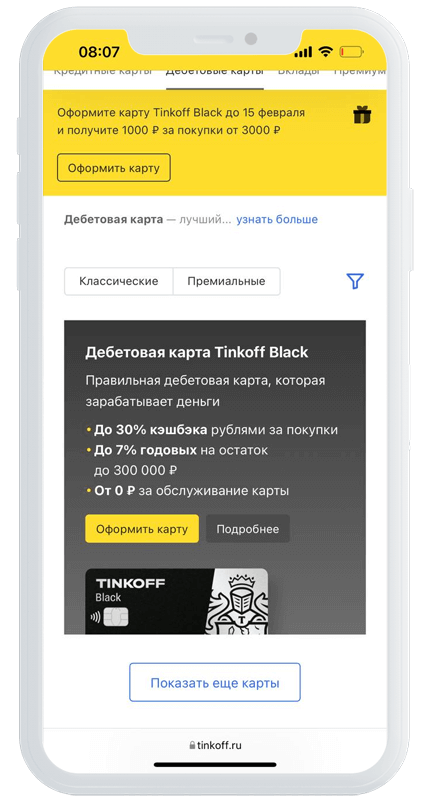 08:07
Кредитные карты Дебетовые карты Вклады Премиум
Оформите карту Tinkoff Black до 15 февраля
и получите 1000 ₽ за покупки от 3000 ₽
Оформить карту
Дебетовая карта — лучший... узнать больше
Классические Премиальные
Дебетовая карта Tinkoff Black
Правильная дебетовая карта, которая
зарабатывает деньги
• До 30% кэшбэка рублями за покупки
• До 7% годовых на остаток
до 300 000 ₽
• От 0 ₽ за обслуживание карты
Оформить карту Подробнее
TINKOFF
Black
T
Показать еще карты
tinkoff.ru